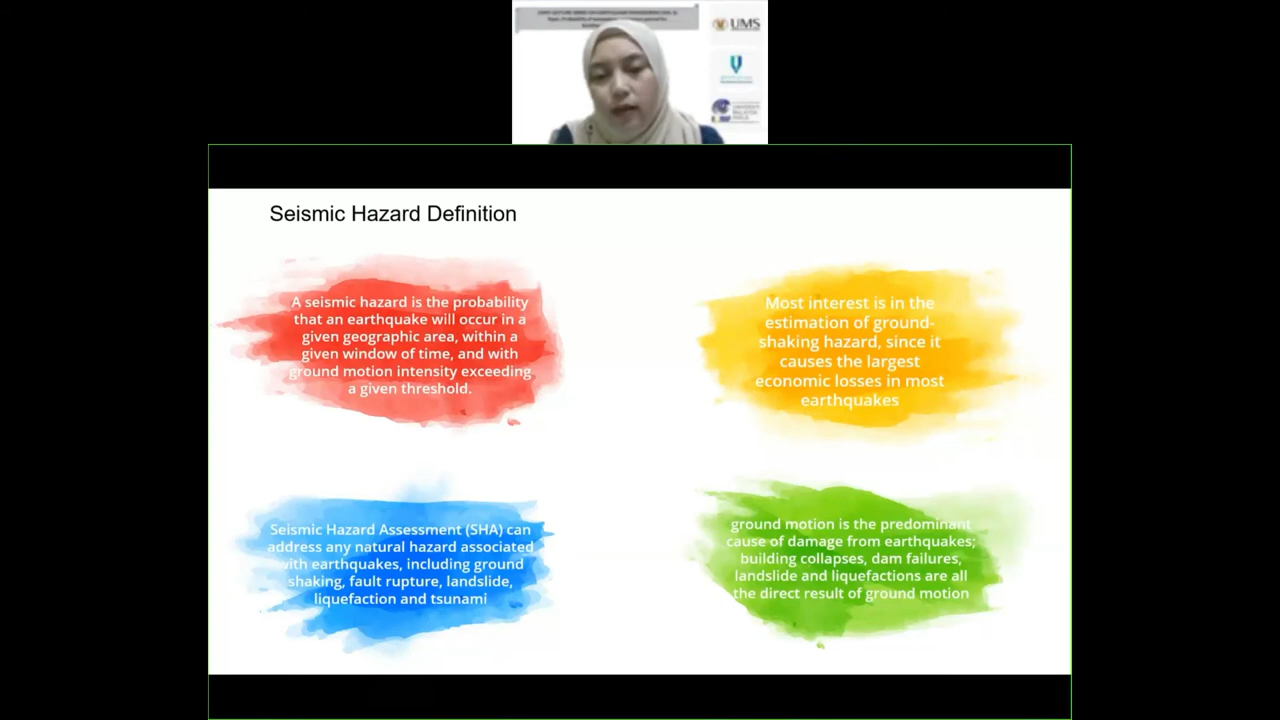 UMS
Seismic Hazard Definition
A seismic hazard is the probability
that an earthquake will occur in a
given geographic area, within a
given window of time, and with
ground motion intensity exceeding
a given threshold.
Most interest is in the
estimation of ground-
shaking hazard, since it
causes the largest
economic losses in most
earthquakes
Seismic Hazard Assessment (SHA) can
address any natural hazard associated
with earthquakes, including ground
shaking, fault rupture, landslide,
liquefaction and tsunami
ground motion is the predominant
cause of damage from earthquakes;
building collapses, dam failures,
landslide and liquefactions are all
the direct result of ground motion